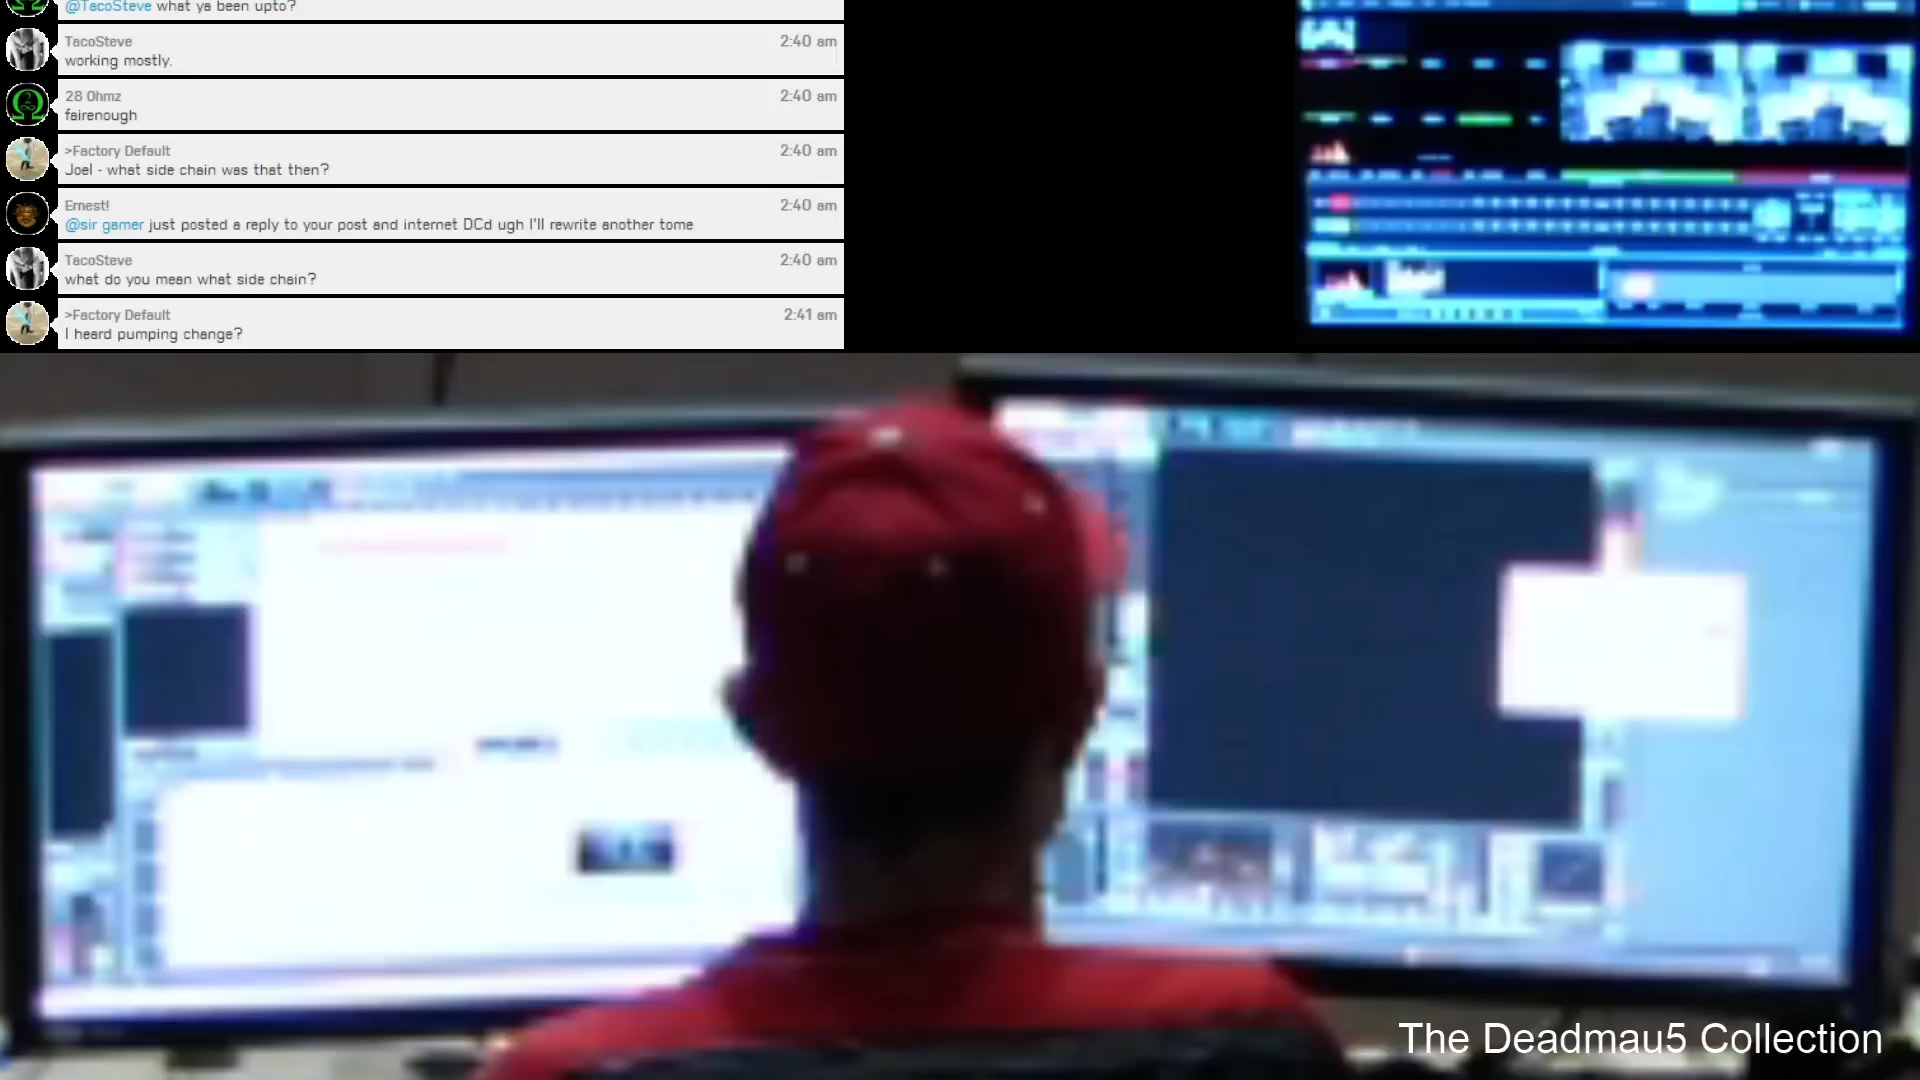 @TacoSteve what ya been upto?
TacoSteve 2:40 am
working mostly.
28 Ohmz 2:40 am
fairenough
>Factory Default 2:40 am
Joel - what side chain was that then?
Ernest! 2:40 am
@sir gamer just posted a reply to your post and internet DCd ugh I'll rewrite another tome
TacoSteve 2:40 am
what do you mean what side chain?
>Factory Default 2:41 am
I heard pumping change?
The Deadmau5 Collection